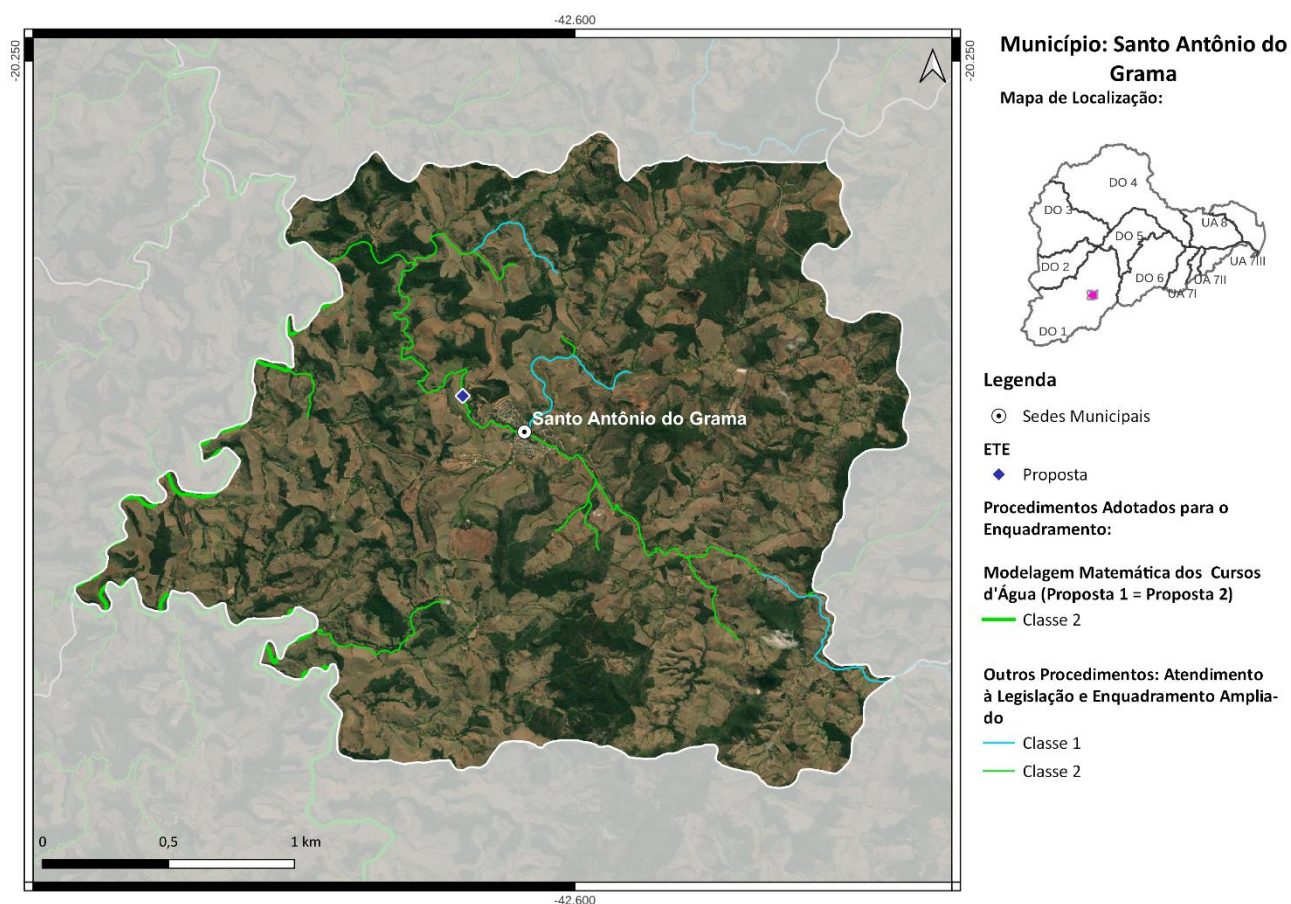 -42.600
-20.250
-20.250
Município: Santo Antônio do
Grama
Mapa de Localização:
DO 4
DO 3
UA 8
DO 5
UA 7III
DO 2
DO 6
UA 7II
UA 7I
DO 1
Santo Antônio do Grama
Legenda
Sedes Municipais
ETE
Proposta
Procedimentos Adotados para o
Enquadramento:
Modelagem Matemática dos Cursos
d'Água (Proposta 1 = Proposta 2)
Classe 2
Outros Procedimentos: Atendimento
à Legislação e Enquadramento Amplia-
do
Classe 1
Classe 2
0 0,5 1 km
-42.600